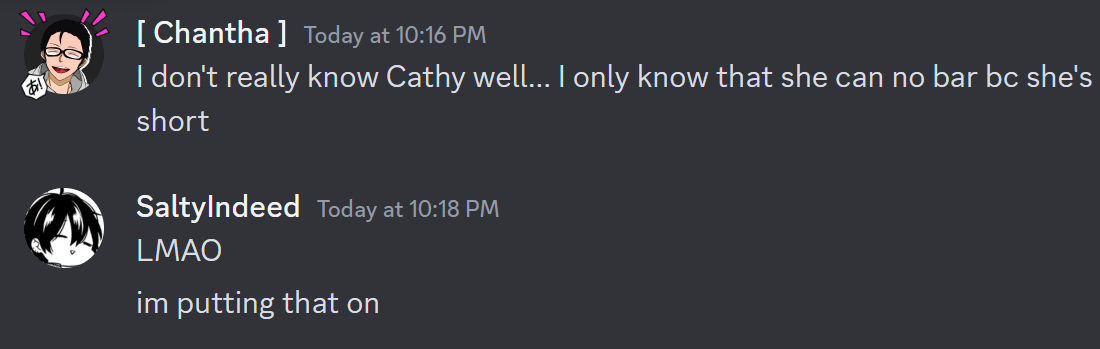 [ Chantha ] Today at 10:16 PM
I don't really know Cathy well... I only know that she can no bar bc she's
short
SaltyIndeed Today at 10:18 PM
LMAO
im putting that on